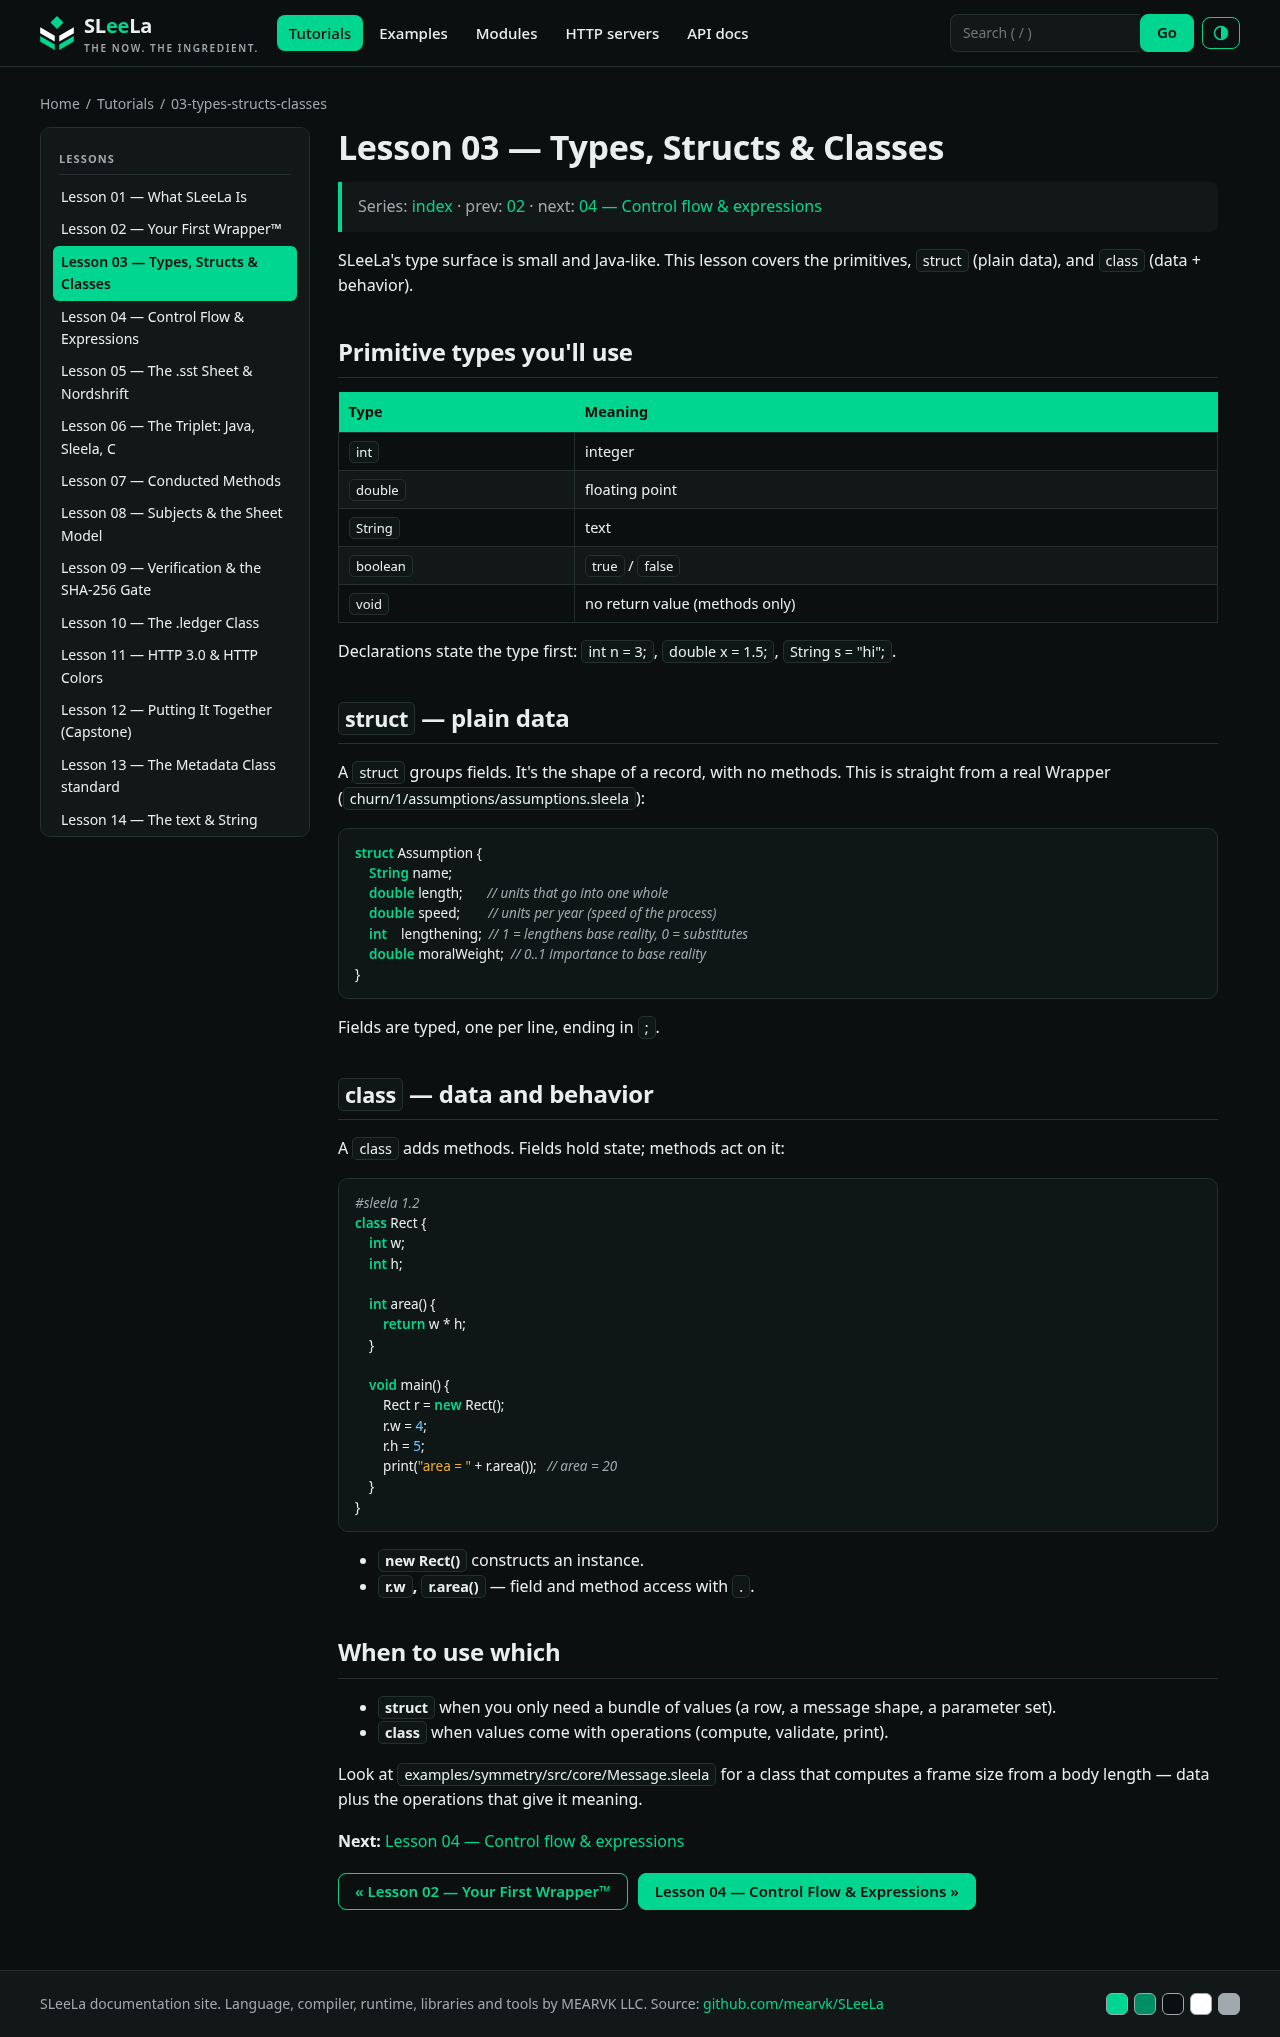 SLeeLa
THE NOW. THE INGREDIENT.
Tutorials
Examples
Modules
HTTP servers
API docs
Search ( / )
Go
Home / Tutorials / 03-types-structs-classes
LESSONS
Lesson 01 — What SLeeLa Is
Lesson 02 — Your First Wrapper™
Lesson 03 — Types, Structs &
Classes
Lesson 04 — Control Flow &
Expressions
Lesson 05 — The .sst Sheet &
Nordshrift
Lesson 06 — The Triplet: Java,
Sleela, C
Lesson 07 — Conducted Methods
Lesson 08 — Subjects & the Sheet
Model
Lesson 09 — Verification & the
SHA-256 Gate
Lesson 10 — The .ledger Class
Lesson 11 — HTTP 3.0 & HTTP
Colors
Lesson 12 — Putting It Together
(Capstone)
Lesson 13 — The Metadata Class
standard
Lesson 14 — The text & String
Lesson 03 — Types, Structs & Classes
Series: index · prev: 02 · next: 04 — Control flow & expressions
SLeeLa's type surface is small and Java-like. This lesson covers the primitives, struct (plain data), and class (data +
behavior).
Primitive types you'll use
Type Meaning
int integer
double floating point
String text
boolean true / false
void no return value (methods only)
Declarations state the type first: int n = 3; , double x = 1.5; , String s = "hi"; .
struct — plain data
A struct groups fields. It's the shape of a record, with no methods. This is straight from a real Wrapper
( churn/1/assumptions/assumptions.sleela ):
struct Assumption {
String name;
double length; // units that go into one whole
double speed; // units per year (speed of the process)
int lengthening; // 1 = lengthens base reality, 0 = substitutes
double moralWeight; // 0..1 importance to base reality
}
Fields are typed, one per line, ending in ; .
class — data and behavior
A class adds methods. Fields hold state; methods act on it:
#sleela 1.2
class Rect {
int w;
int h;
int area() {
return w * h;
}
void main() {
Rect r = new Rect();
r.w = 4;
r.h = 5;
print("area = " + r.area()); // area = 20
}
}
• new Rect() constructs an instance.
• r.w , r.area() — field and method access with . .
When to use which
• struct when you only need a bundle of values (a row, a message shape, a parameter set).
• class when values come with operations (compute, validate, print).
Look at examples/symmetry/src/core/Message.sleela for a class that computes a frame size from a body length — data
plus the operations that give it meaning.
Next: Lesson 04 — Control flow & expressions
« Lesson 02 — Your First Wrapper™
Lesson 04 — Control Flow & Expressions »
SLeeLa documentation site. Language, compiler, runtime, libraries and tools by MEARVK LLC. Source: github.com/mearvk/SLeeLa